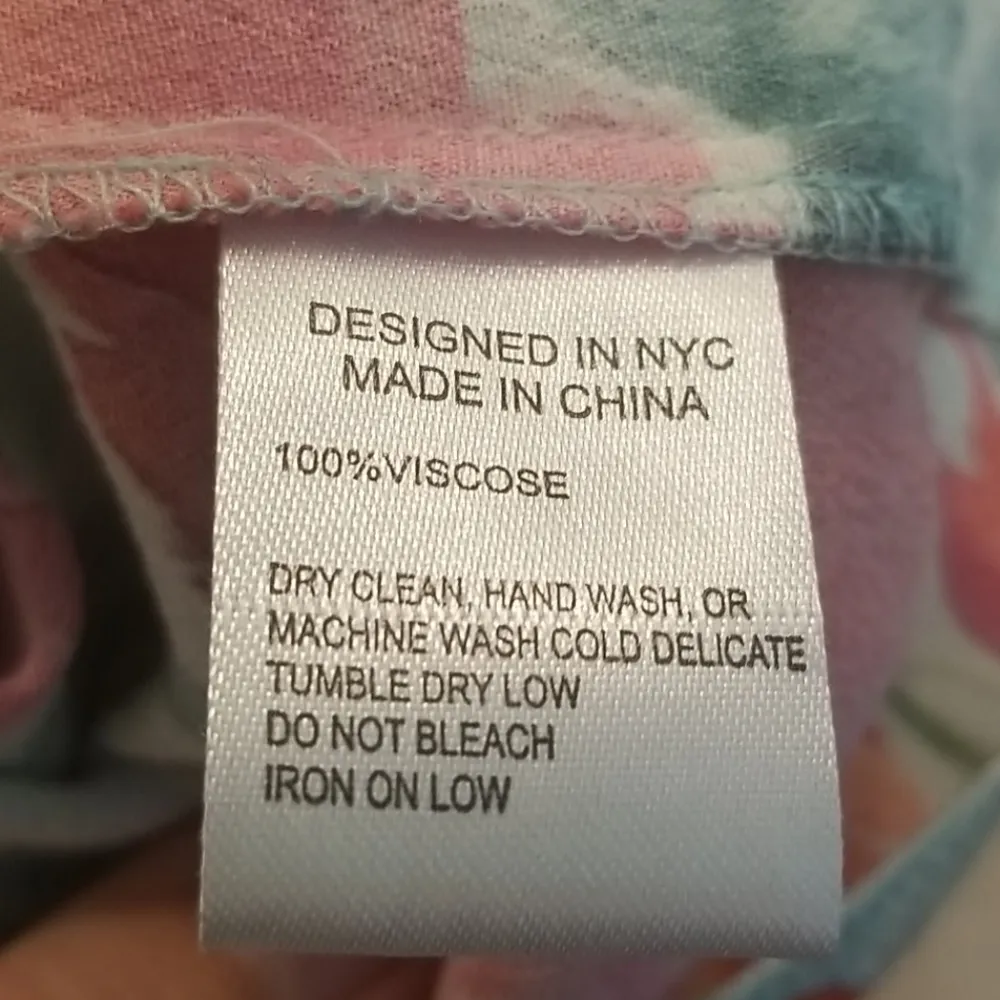 DESIGNED IN NYC
MADE IN CHINA
100%VISCOSE
DRY CLEAN, HAND WASH, OR
MACHINE WASH COLD DELICATE
TUMBLE DRY LOW
DO NOT BLEACH
IRON ON LOW